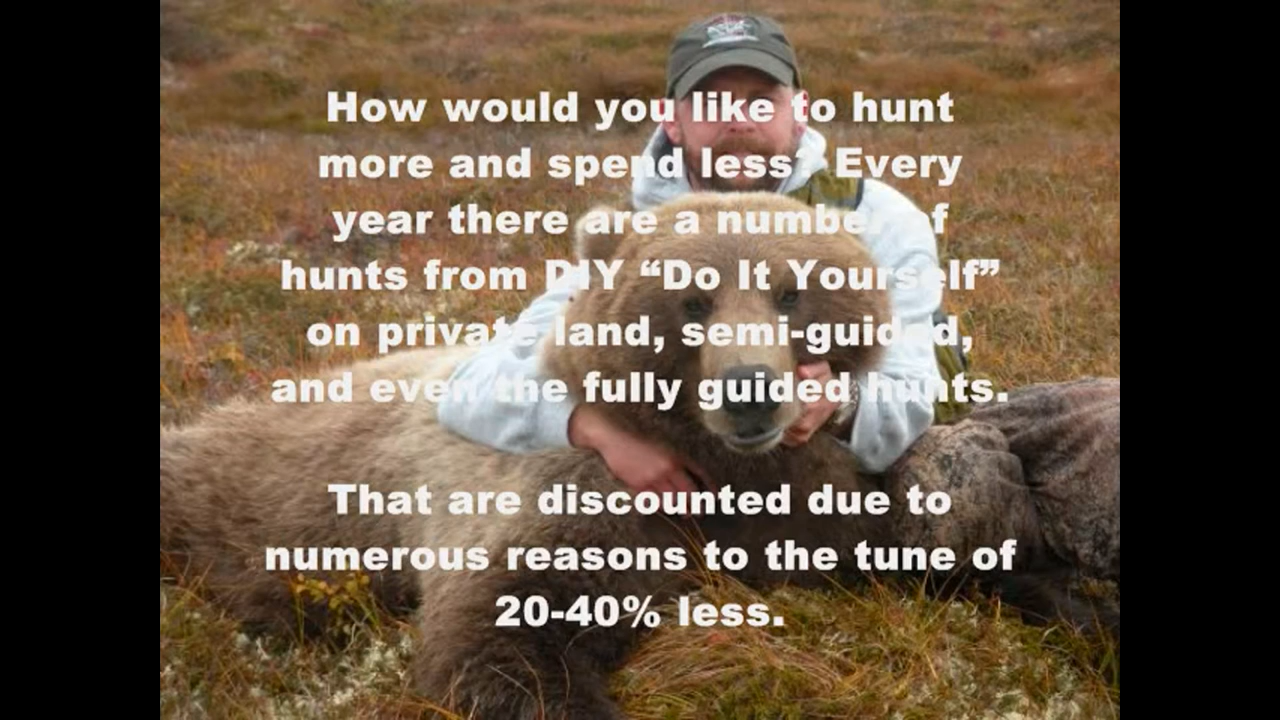 How would you like to hunt
more and spend less? Every
year there are a number of
hunts from DIY “Do It Yourself”
on private land, semi-guided,
and even the fully guided hunts.
That are discounted due to
numerous reasons to the tune of
20-40% less.